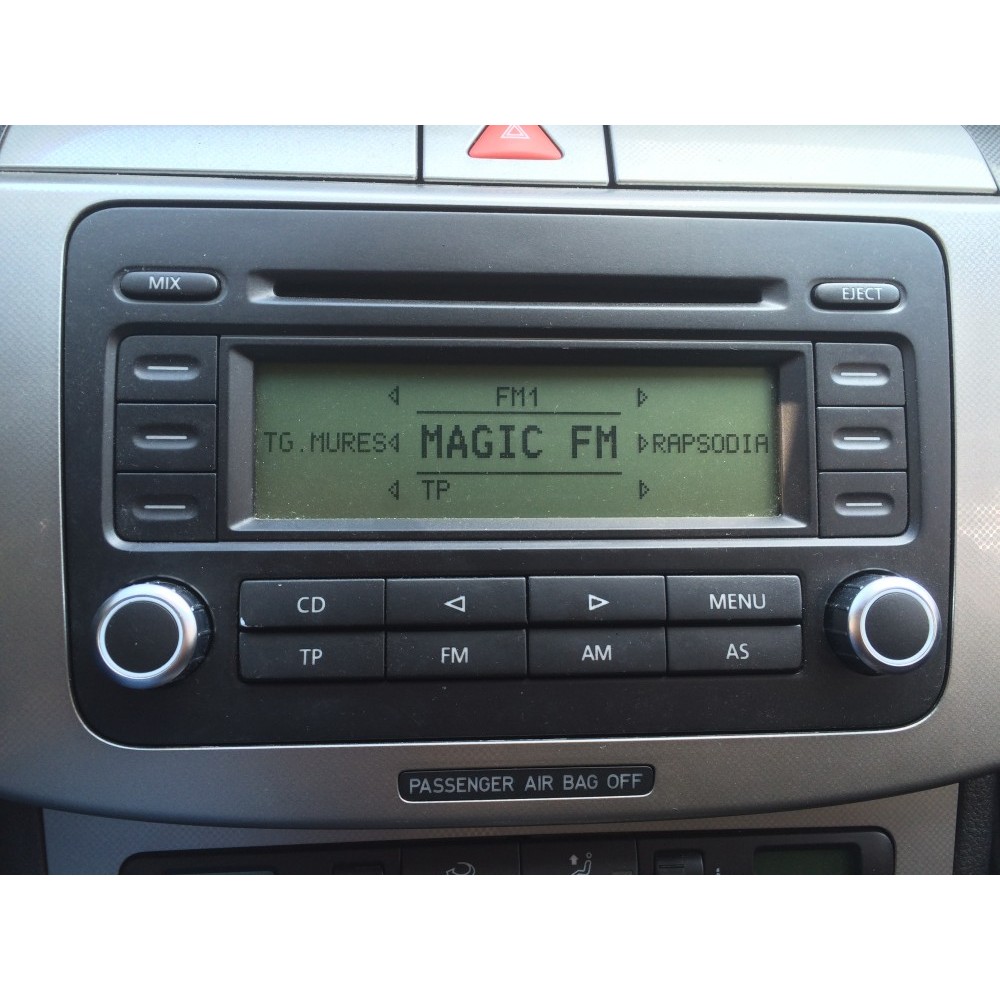 MIX
EJECT
FM1
TG.MURES MAGIC FM RAPSODIA
TP
CD MENU
TP FM AM AS
PASSENGER AIR BAG OFF